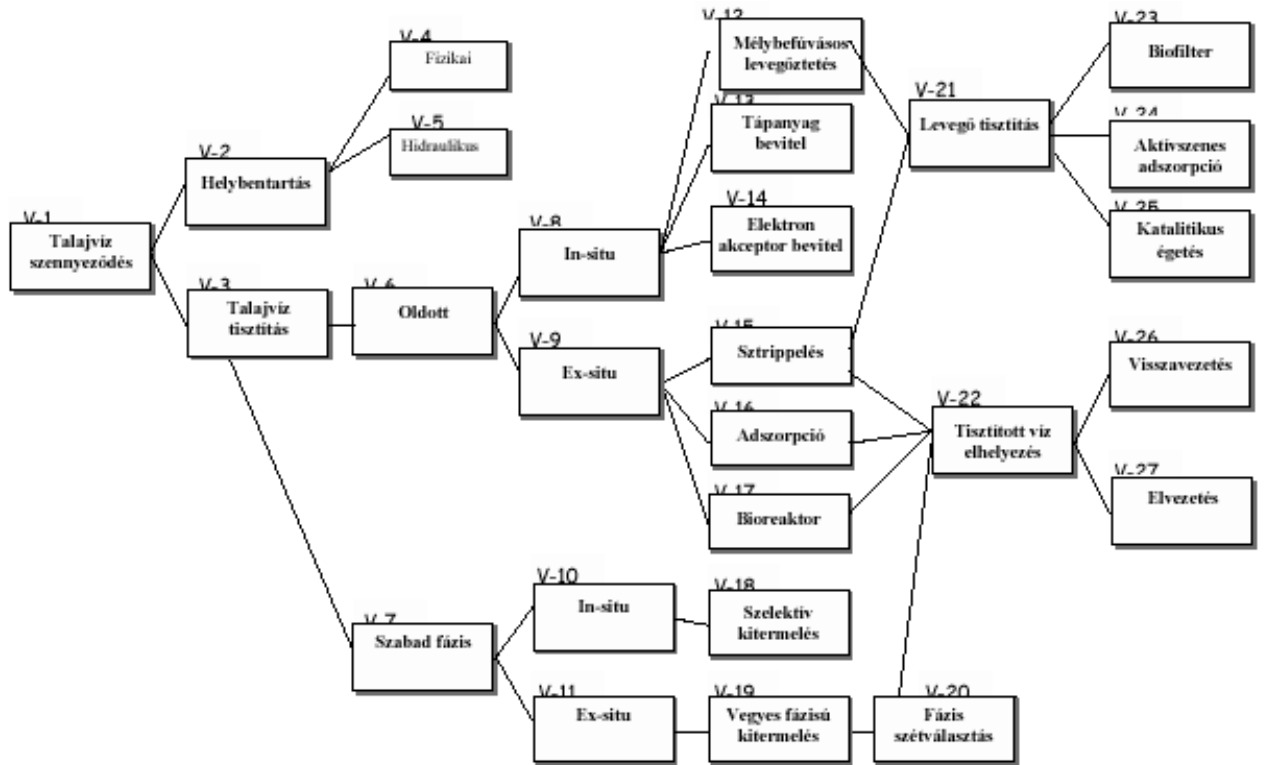 V-1
Talajvíz
szennyeződés
V-2
Helybentartás
V-3
Talajvíz
tisztítás
V-4
Fizikai
V-5
Hidraulikus
V-6
Oldott
V-7
Szabad fázis
V-8
In-situ
V-9
Ex-situ
V-10
In-situ
V-11
Ex-situ
V-12
Mélybefúvásos
levegőztetés
V-13
Tápanyag
bevitel
V-14
Elektron
akceptor bevitel
V-15
Sztrippelés
V-16
Adszorpció
V-17
Bioreaktor
V-18
Szelektív
kitermelés
V-19
Vegyes fázisú
kitermelés
V-20
Fázis
szétválasztás
V-21
Levegő tisztítás
V-22
Tisztított víz
elhelyezés
V-23
Biofilter
V-24
Aktívszenes
adszorpció
V-25
Katalitikus
égetés
V-26
Visszavezetés
V-27
Elvezetés